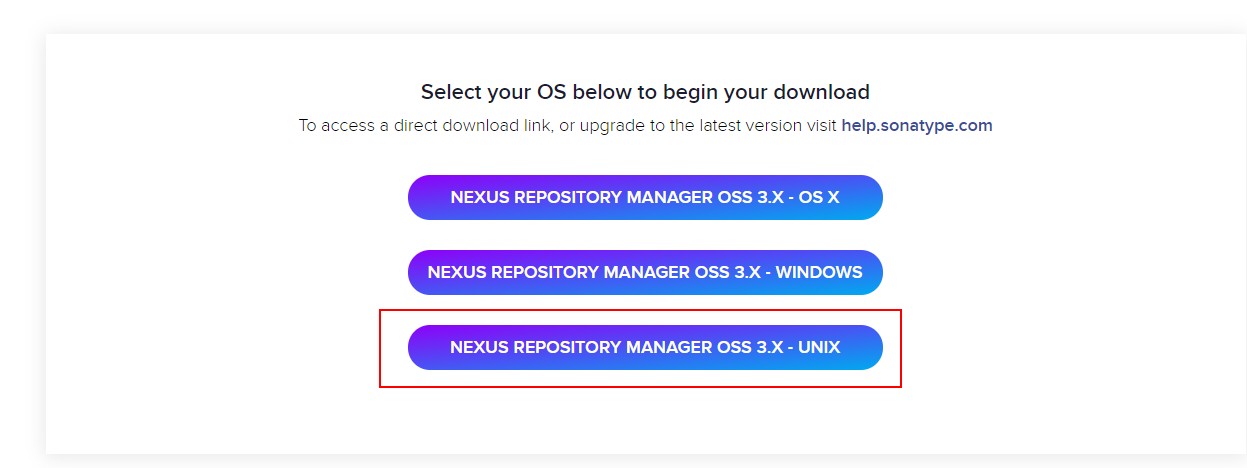 Select your OS below to begin your download
To access a direct download link, or upgrade to the latest version visit help.sonatype.com
NEXUS REPOSITORY MANAGER OSS 3.X - OS X
NEXUS REPOSITORY MANAGER OSS 3.X - WINDOWS
NEXUS REPOSITORY MANAGER OSS 3.X - UNIX